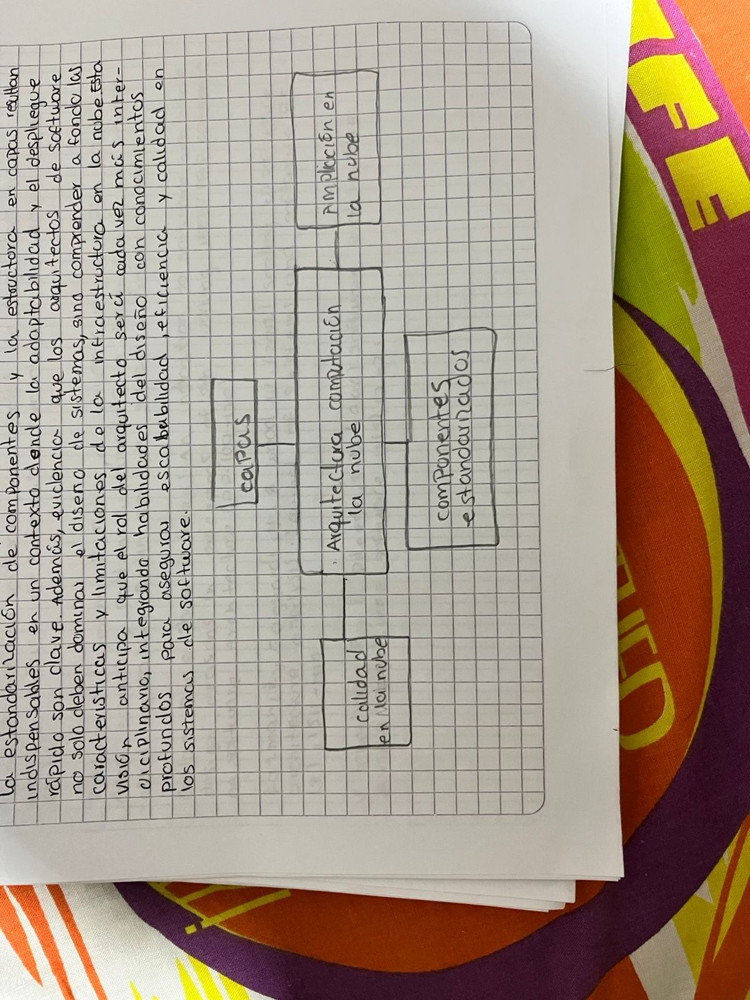 la estandarización de componentes y la estructora en capas resultan
indispensables en un contexto donde la adaptabilidad y el despliegue
rápido son clave. Además, evidencia que los arquitectos de software
no solo deben dominar el diseño de sistemas, sino comprender a fondo las
características y limitaciones de la infraestructura en la nube Esta
visión anticipa que el rol del arquitecto será cada vez más inter-
diciplinario, integrando habilidades del diseño con conocimientos
profundos para asegurar escalabilidad, eficiencia y calidad en
los sistemas de software.
capas
Calidad
en la nube
Arquitectura computación
la nube
Amplicación en
la nube
componentes
estandarizados
FE